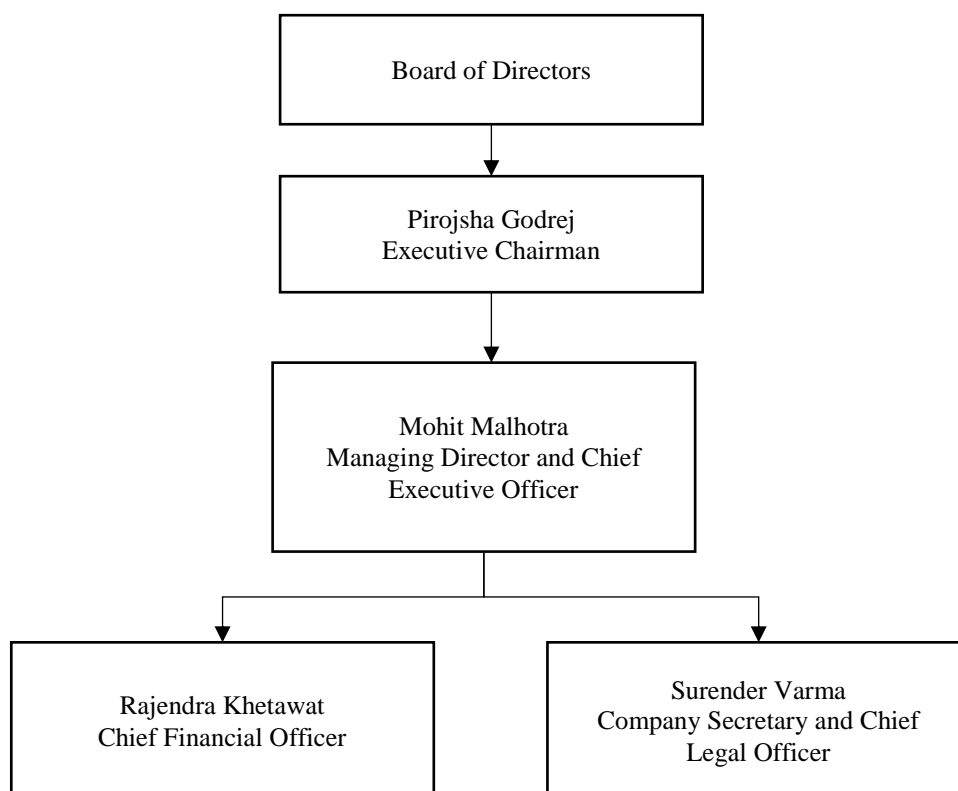 Board of Directors
Pirojsha Godrej
Executive Chairman
Mohit Malhotra
Managing Director and Chief
Executive Officer
Rajendra Khetawat
Chief Financial Officer
Surender Varma
Company Secretary and Chief
Legal Officer